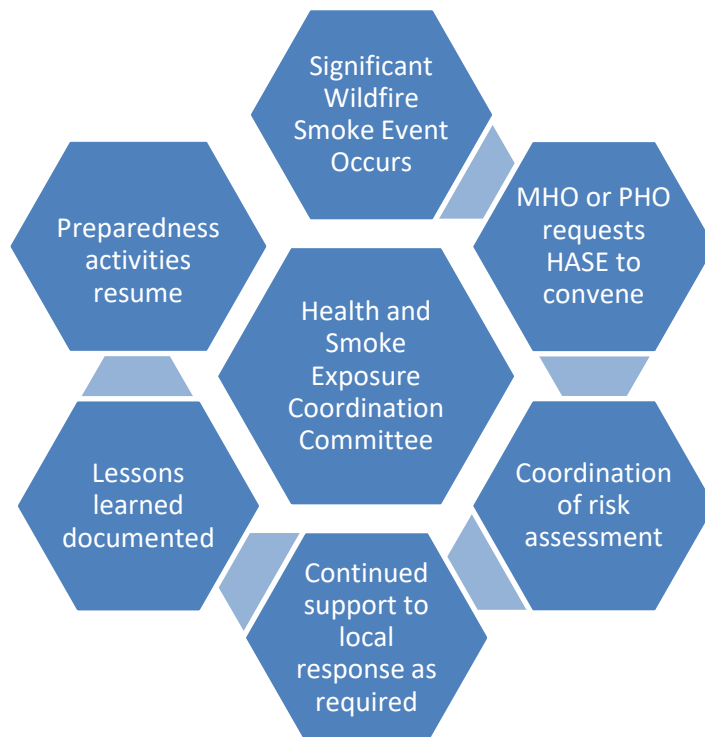 Significant
Wildfire
Smoke Event
Occurs
MHO or PHO
requests
HASE to
convene
Coordination
of risk
assessment
Continued
support to
local
response as
required
Lessons
learned
documented
Preparedness
activities
resume
Health and
Smoke
Exposure
Coordination
Committee